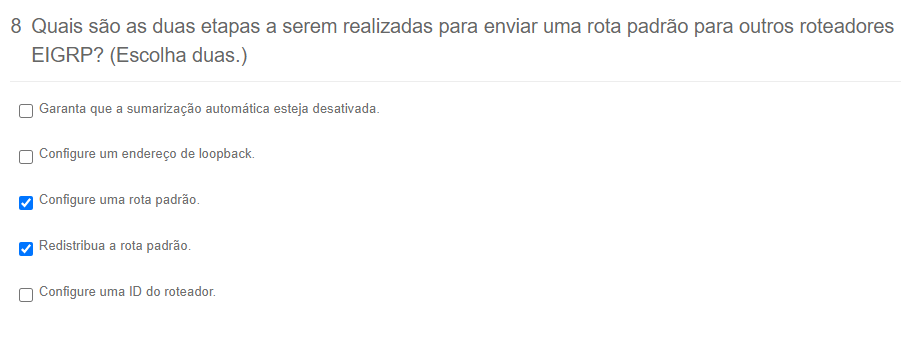 8 Quais são as duas etapas a serem realizadas para enviar uma rota padrão para outros roteadores
EIGRP? (Escolha duas.)
Garanta que a sumarização automática esteja desativada.
Configure um endereço de loopback.
Configure uma rota padrão.
Redistribua a rota padrão.
Configure uma ID do roteador.